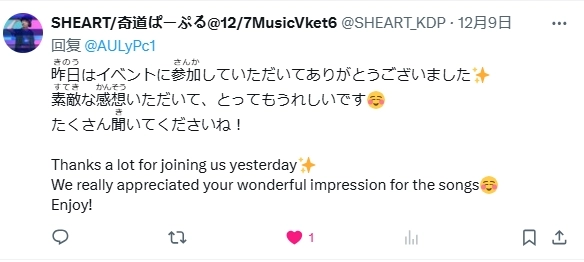 SHEART/奇道ぱーぷる@12/7MusicVket6 @SHEART_KDP · 12月9日
回复 @AULyPc1
きのう さんか
昨日はイベントに参加していただいてありがとうございました✨
すてき かんそう
素敵な感想いただいて、とってもうれしいです☺️
き
たくさん聞いてくださいね！
Thanks a lot for joining us yesterday✨
We really appreciated your wonderful impression for the songs☺️
Enjoy!
1